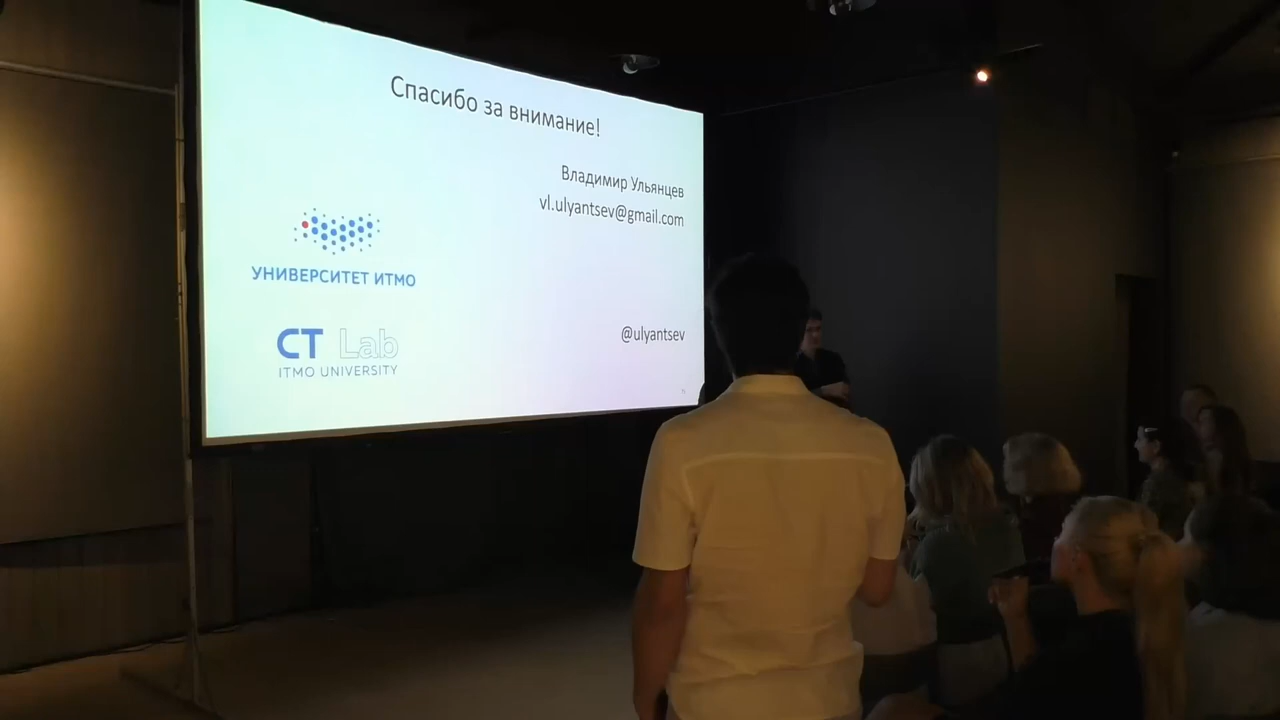 Спасибо за внимание!
Владимир Ульянцев
vl.ulyantsev@gmail.com
УНИВЕРСИТЕТ ИТМО
@ulyantsev
CT Lab
ITMO UNIVERSITY